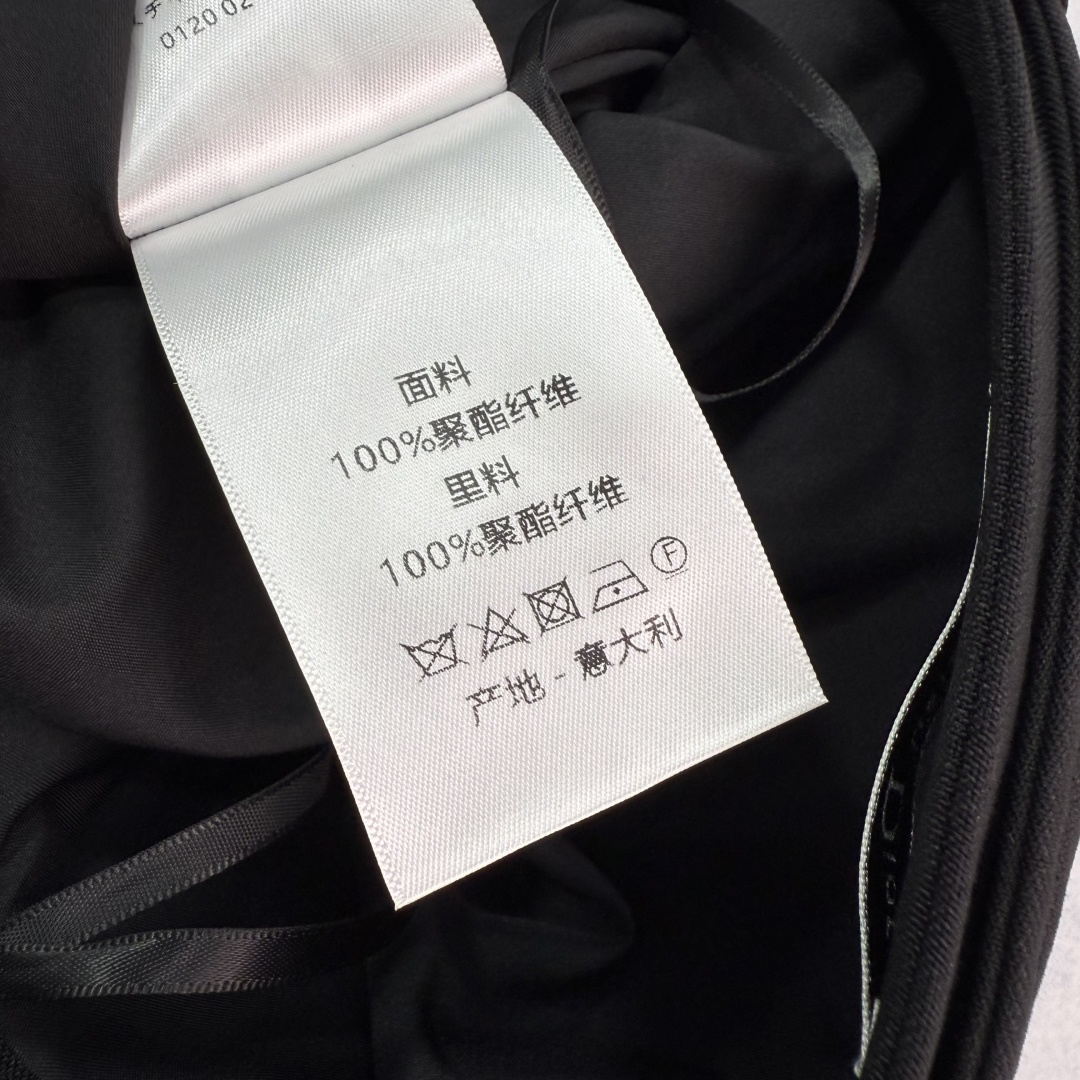 0120 02
面料
100%聚酯纤维
里料
100%聚酯纤维
F
产地 - 意大利